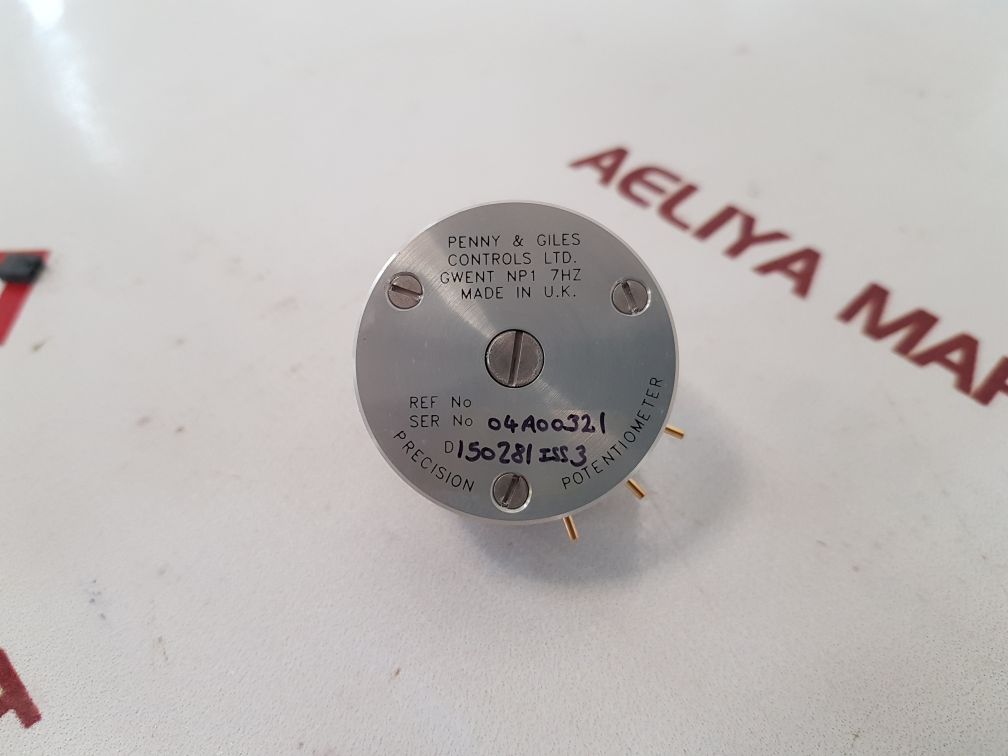 PENNY & GILES
CONTROLS LTD.
GWENT NP1 7HZ
MADE IN U.K.
REF No
SER No 04A00321
D150281 ISS3
PRECISION POTENTIOMETER
AELIYA MAR
A